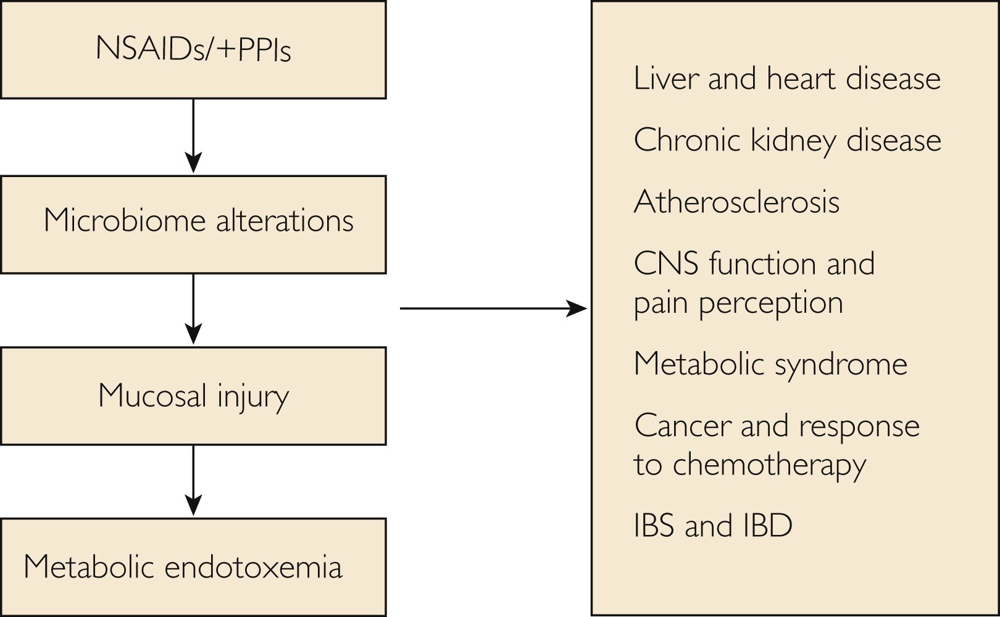 NSAIDs/+PPIs
Microbiome alterations
Mucosal injury
Metabolic endotoxemia
Liver and heart disease
Chronic kidney disease
Atherosclerosis
CNS function and
pain perception
Metabolic syndrome
Cancer and response
to chemotherapy
IBS and IBD